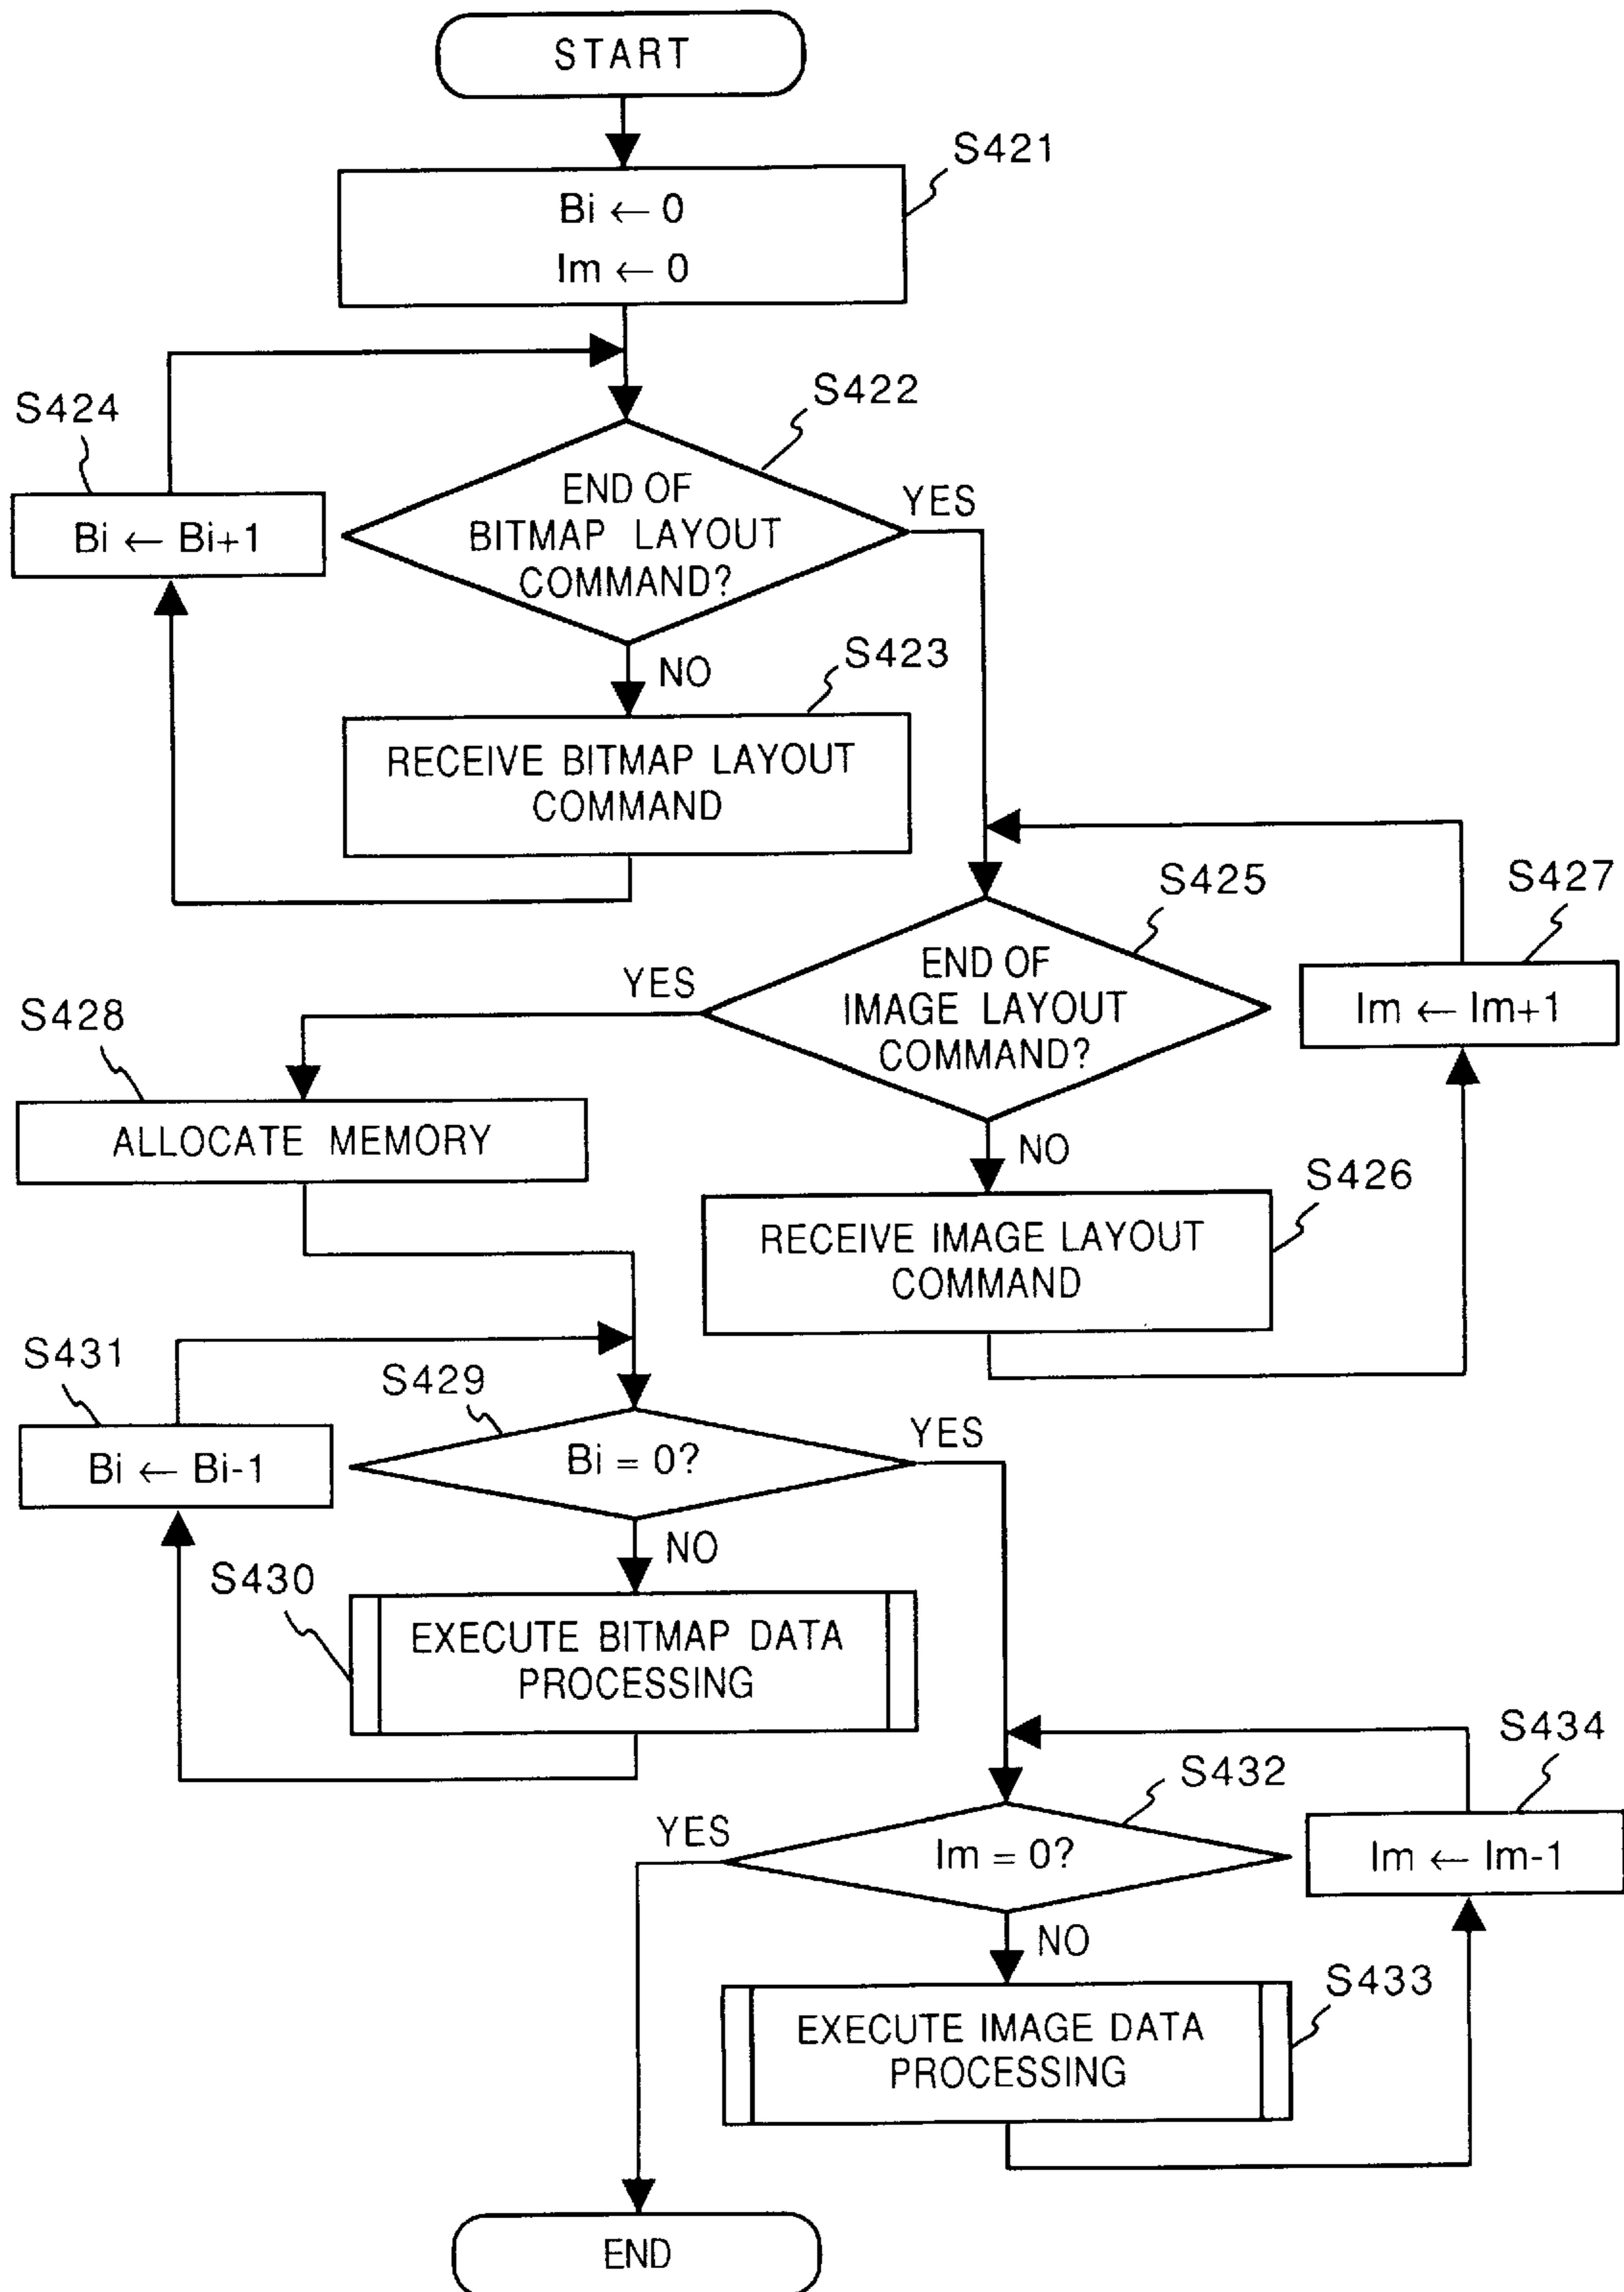 START
S421
Bi ← 0
Im ← 0
S422
S424
END OF
BITMAP LAYOUT
COMMAND?
YES
Bi ← Bi+1
NO
S423
RECEIVE BITMAP LAYOUT
COMMAND
S425
S427
END OF
IMAGE LAYOUT
COMMAND?
YES
Im ← Im+1
S428
ALLOCATE MEMORY
NO
S426
RECEIVE IMAGE LAYOUT
COMMAND
S431
S429
YES
Bi = 0?
Bi ← Bi-1
NO
S430
EXECUTE BITMAP DATA
PROCESSING
S434
S432
YES
Im = 0?
Im ← Im-1
NO
S433
EXECUTE IMAGE DATA
PROCESSING
END